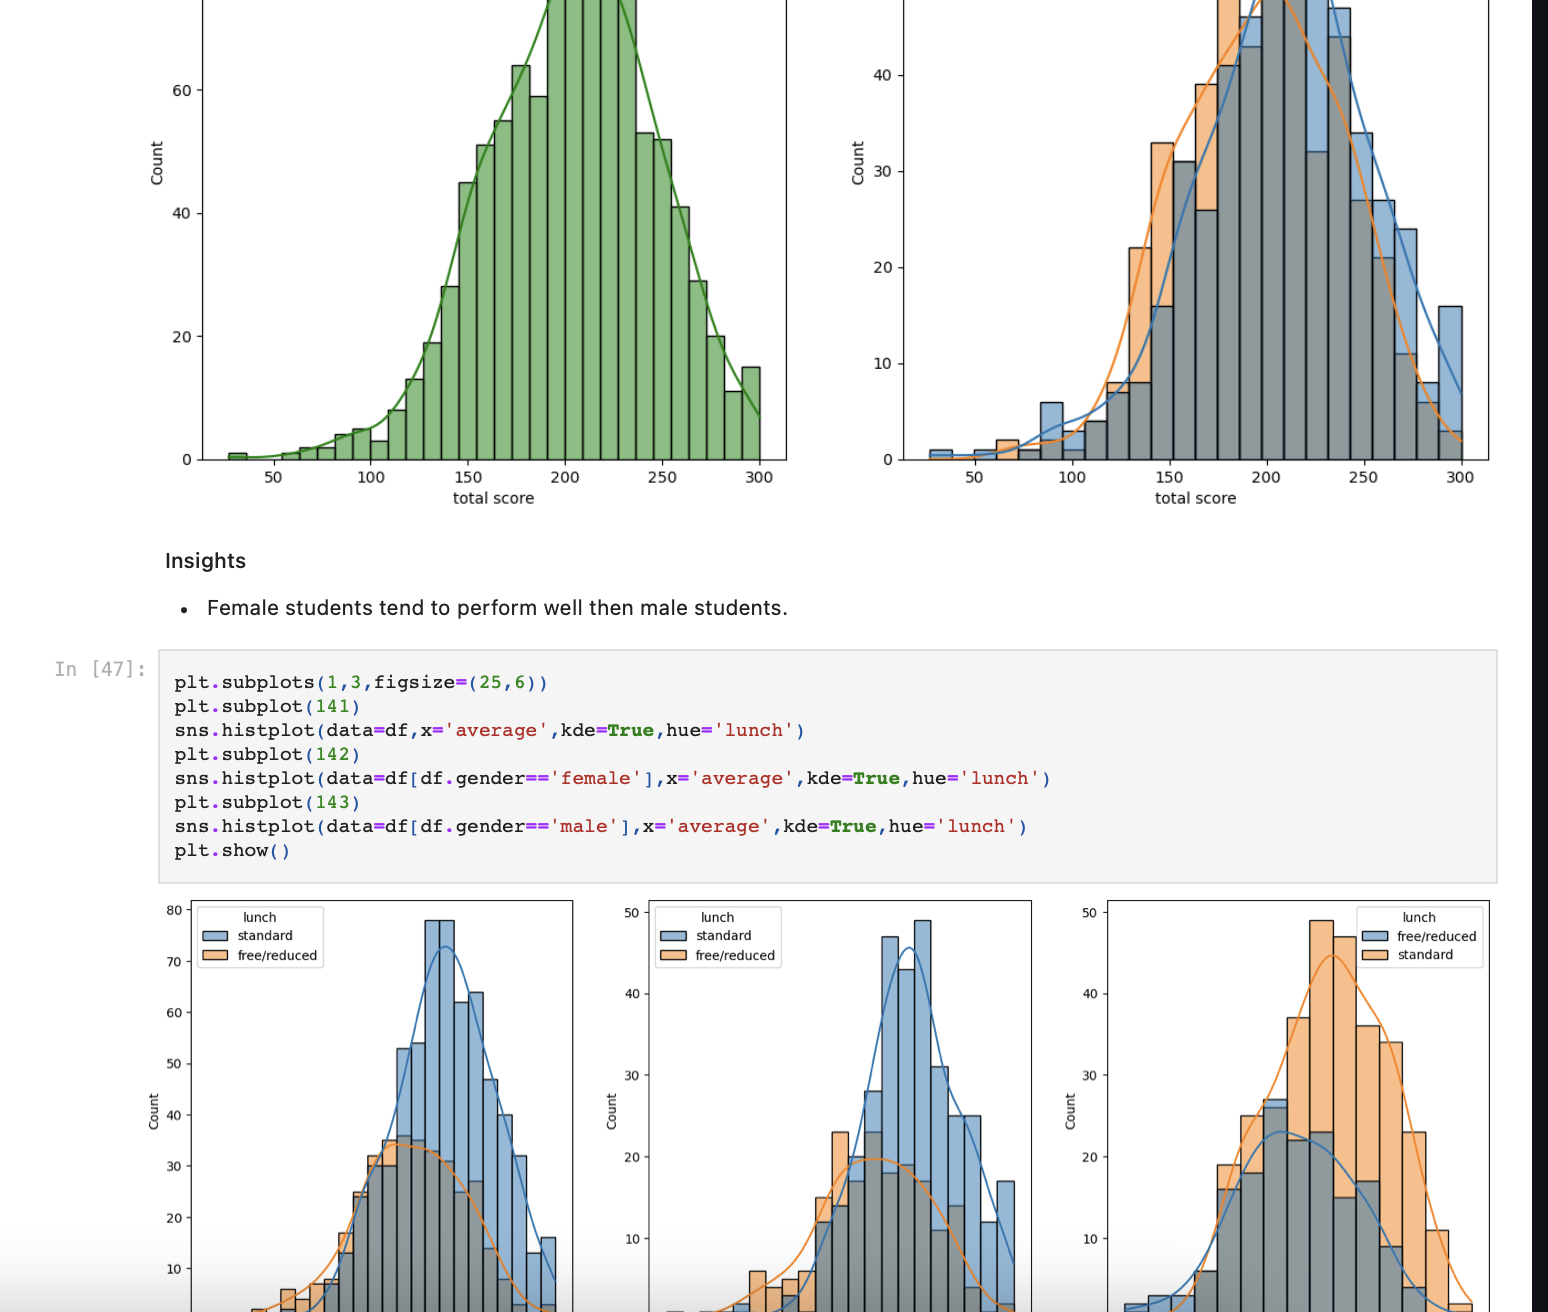 60
40
20
0
Count
50 100 150 200 250 300
total score
40
30
20
10
0
Count
50 100 150 200 250 300
total score
Insights
• Female students tend to perform well then male students.
In [47]:
plt.subplots(1,3,figsize=(25,6))
plt.subplot(141)
sns.histplot(data=df,x='average',kde=True,hue='lunch')
plt.subplot(142)
sns.histplot(data=df[df.gender=='female'],x='average',kde=True,hue='lunch')
plt.subplot(143)
sns.histplot(data=df[df.gender=='male'],x='average',kde=True,hue='lunch')
plt.show()
80
70
60
50
40
30
20
10
Count
lunch
standard
free/reduced
50
40
30
20
10
Count
lunch
standard
free/reduced
50
40
30
20
10
Count
lunch
free/reduced
standard